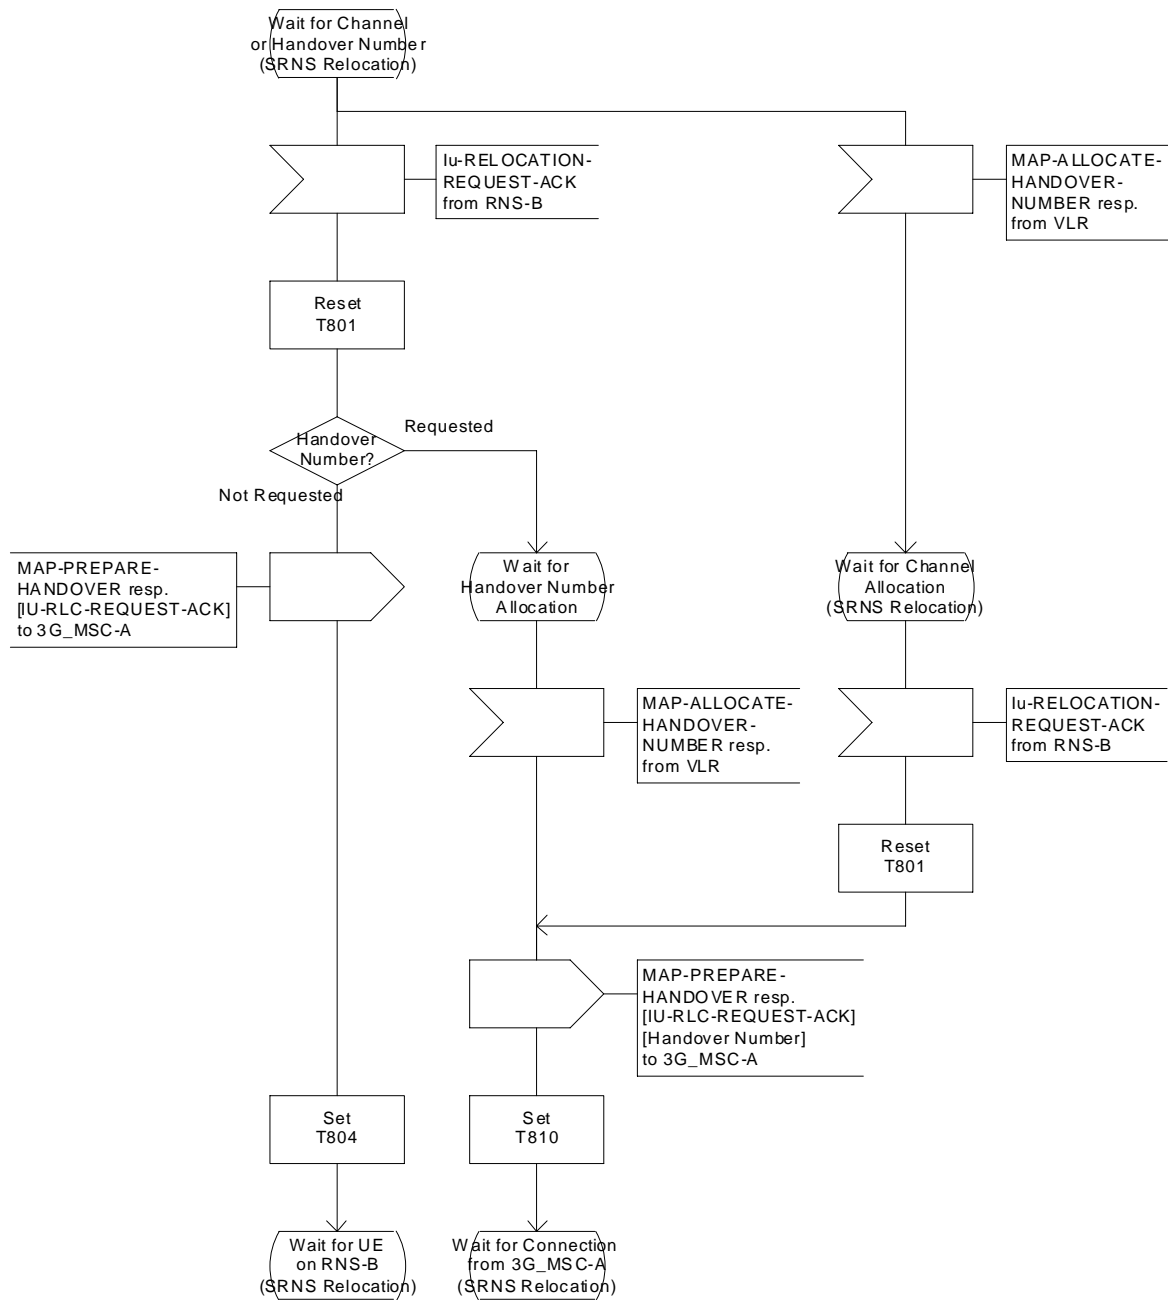 Wait for Channel
or Handover Number
(SRNS Relocation)
Iu-RELOCATION-
REQUEST-ACK
from RNS-B
MAP-ALLOCATE-
HANDOVER-
NUMBER resp.
from VLR
Reset
T801
Handover
Number?
Requested
Not Requested
MAP-PREPARE-
HANDOVER resp.
[IU-RLC-REQUEST-ACK]
to 3G_MSC-A
Wait for
Handover Number
Allocation
Wait for Channel
Allocation
(SRNS Relocation)
MAP-ALLOCATE-
HANDOVER-
NUMBER resp.
from VLR
Iu-RELOCATION-
REQUEST-ACK
from RNS-B
Reset
T801
MAP-PREPARE-
HANDOVER resp.
[IU-RLC-REQUEST-ACK]
[Handover Number]
to 3G_MSC-A
Set
T804
Set
T810
Wait for UE
on RNS-B
(SRNS Relocation)
Wait for Connection
from 3G_MSC-A
(SRNS Relocation)